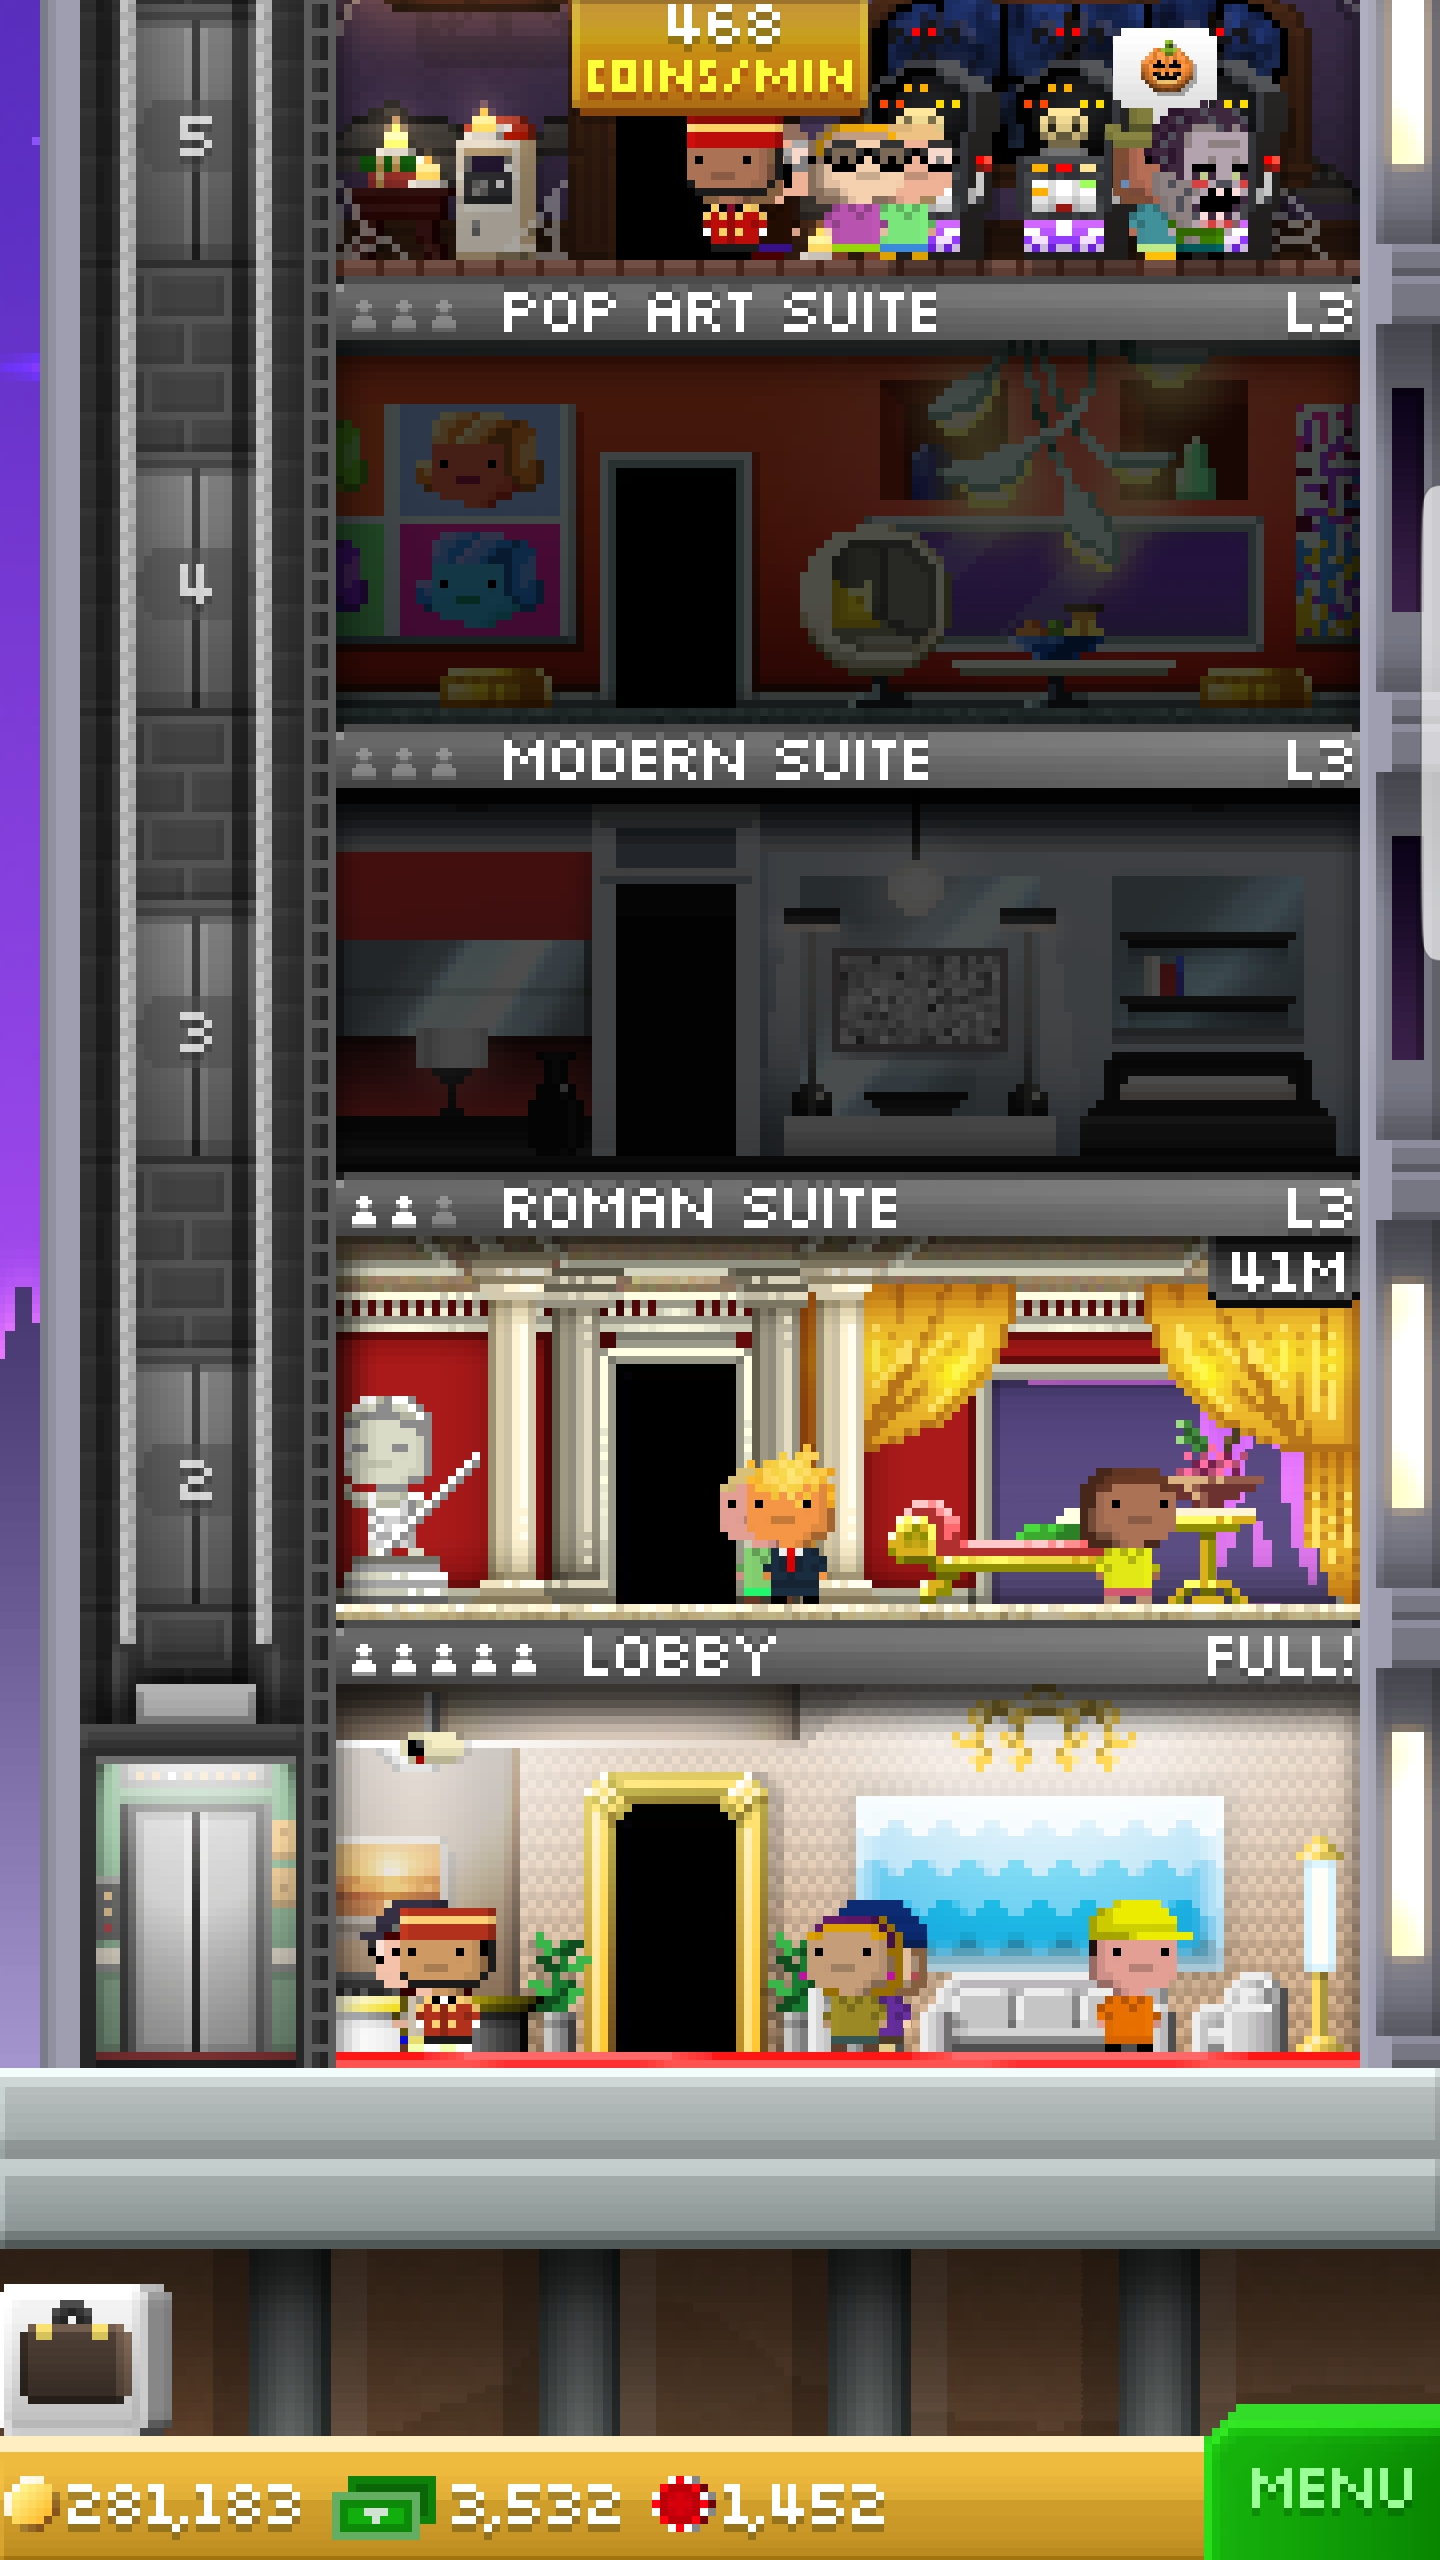 468
COINS/MIN
5
POP ART SUITE L3
4
MODERN SUITE L3
3
ROMAN SUITE L3
41M
2
LOBBY FULL!
281,183 3,532 1,452
MENU